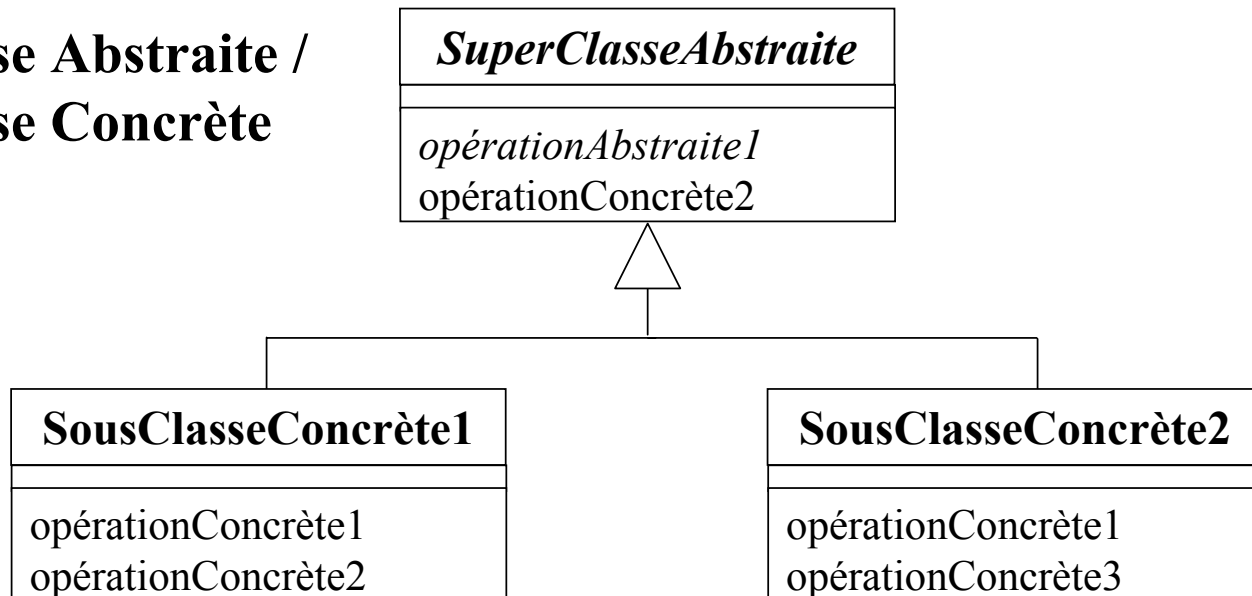 se Abstraite /
se Concrète
SuperClasseAbstraite
opérationAbstraite1
opérationConcrète2
SousClasseConcrète1
opérationConcrète1
opérationConcrète2
SousClasseConcrète2
opérationConcrète1
opérationConcrète3